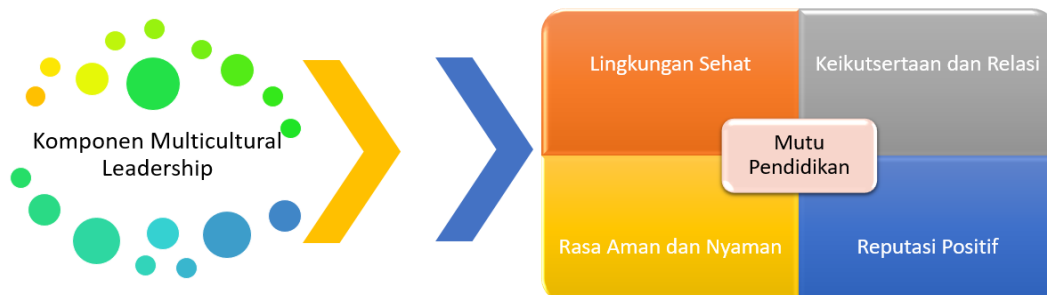 Komponen Multicultural
Leadership
Lingkungan Sehat
Keikutsertaan dan Relasi
Mutu
Pendidikan
Rasa Aman dan Nyaman
Reputasi Positif